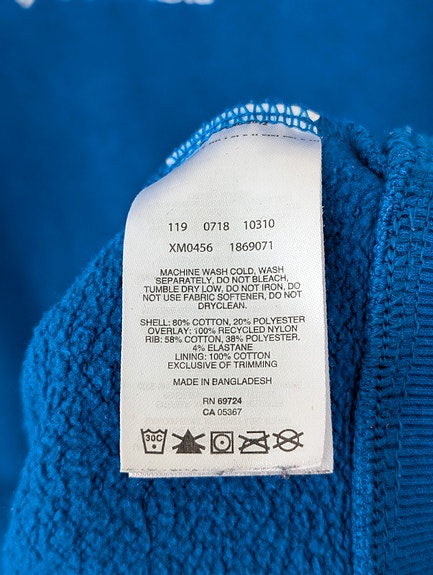 119 0718 10310
XM0456 1869071
MACHINE WASH COLD, WASH
SEPARATELY, DO NOT BLEACH,
TUMBLE DRY LOW, DO NOT IRON, DO
NOT USE FABRIC SOFTENER, DO NOT
DRYCLEAN.
SHELL: 80% COTTON, 20% POLYESTER
OVERLAY: 100% RECYCLED NYLON
RIB: 58% COTTON, 38% POLYESTER,
4% ELASTANE
LINING: 100% COTTON
EXCLUSIVE OF TRIMMING
MADE IN BANGLADESH
RN 69724
CA 05367
30C